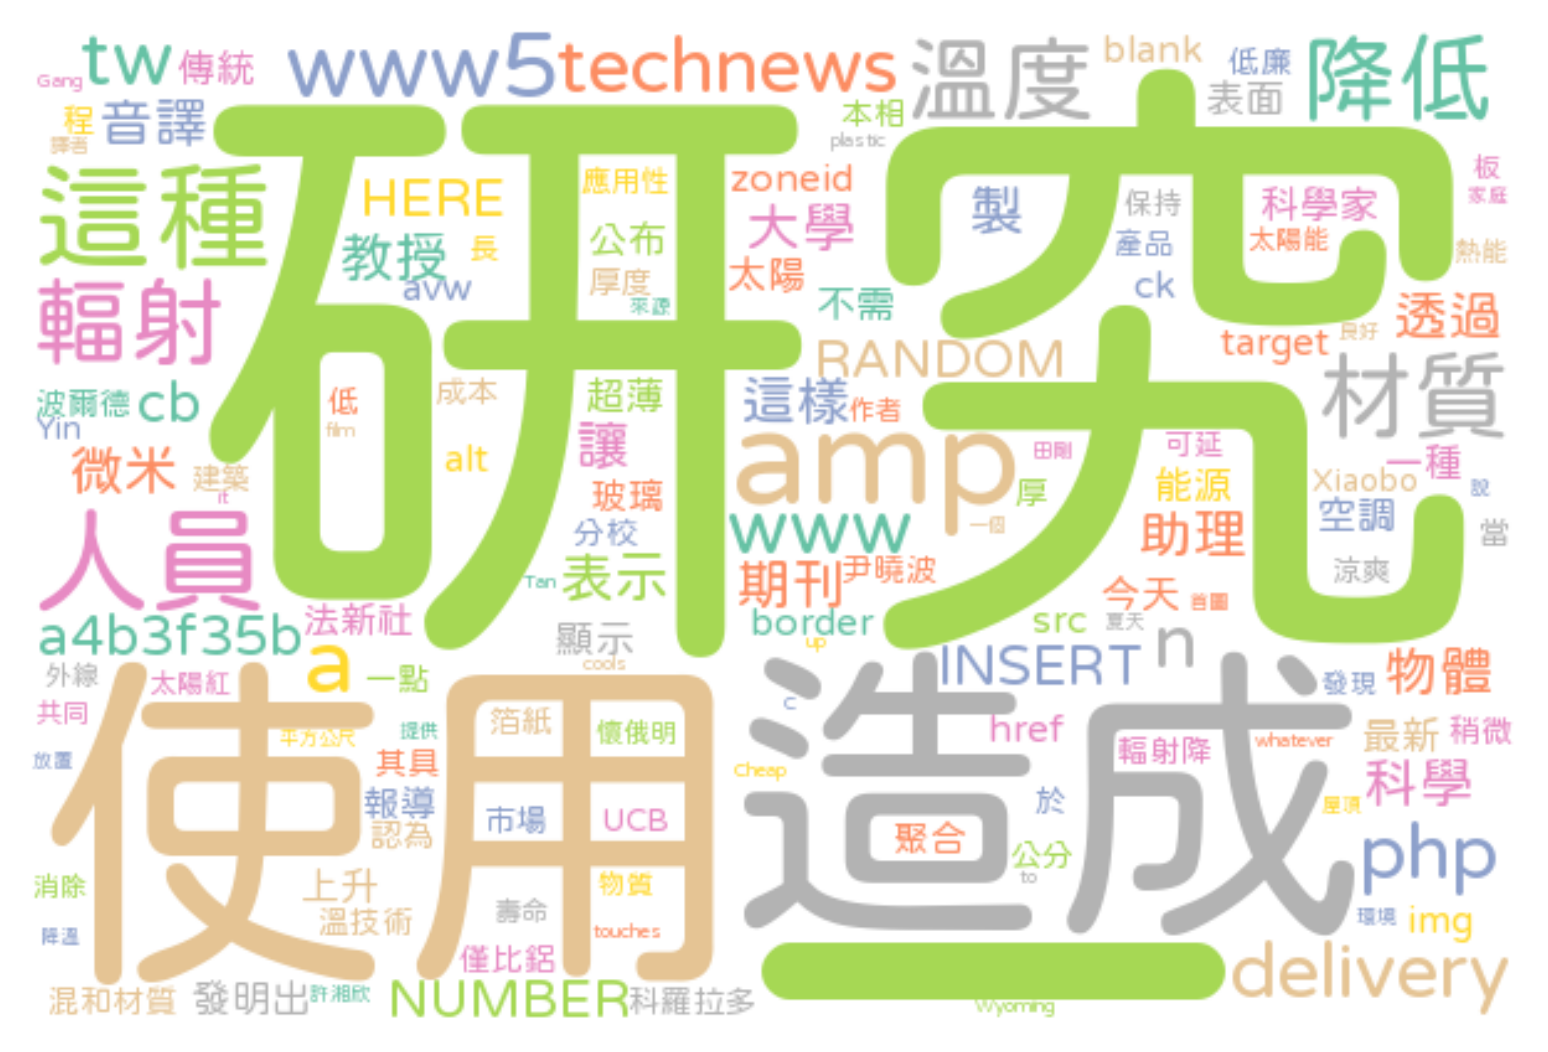 Gang
tw
傳統
www5
technews
溫度
blank
低廉
降低
程
音譯
譯者
本相
plastic
表面
研究
這種
HERE
應用性
zoneid
大學
製
保持
科學家
板
家庭
教授
長
公布
太陽
產品
太陽能
熱能
輻射
avw
厚度
來源
不需
ck
透過
target
良好
RANDOM
材質
波爾德
cb
Yin
低
film
成本
超薄
這樣
作者
amp
田剛
可延
一種
微米
建築
it
alt
讓
玻璃
厚
能源
Xiaobo
說
人員
分校
www
一個
助理
空調
當
Tan
表示
期刊
尹曉波
今天
首圖
涼爽
a4b3f35b
法新社
顯示
cools
border
up
src
夏天
n
外線
太陽紅
a
一點
INSERT
發現
物體
共同
平方公尺
提供
箔紙
懷俄明
c
href
輻射降
whatever
最新
稍微
放置
使用
其具
報導
認為
市場
UCB
Cheap
造成
於
科學
屋頂
聚合
公分
to
php
消除
上升
溫技術
壽命
物質
touches
環境
img
降溫
僅比鋁
一
delivery
混和材質
發明出
許湘欣
NUMBER
科羅拉多
Wyoming